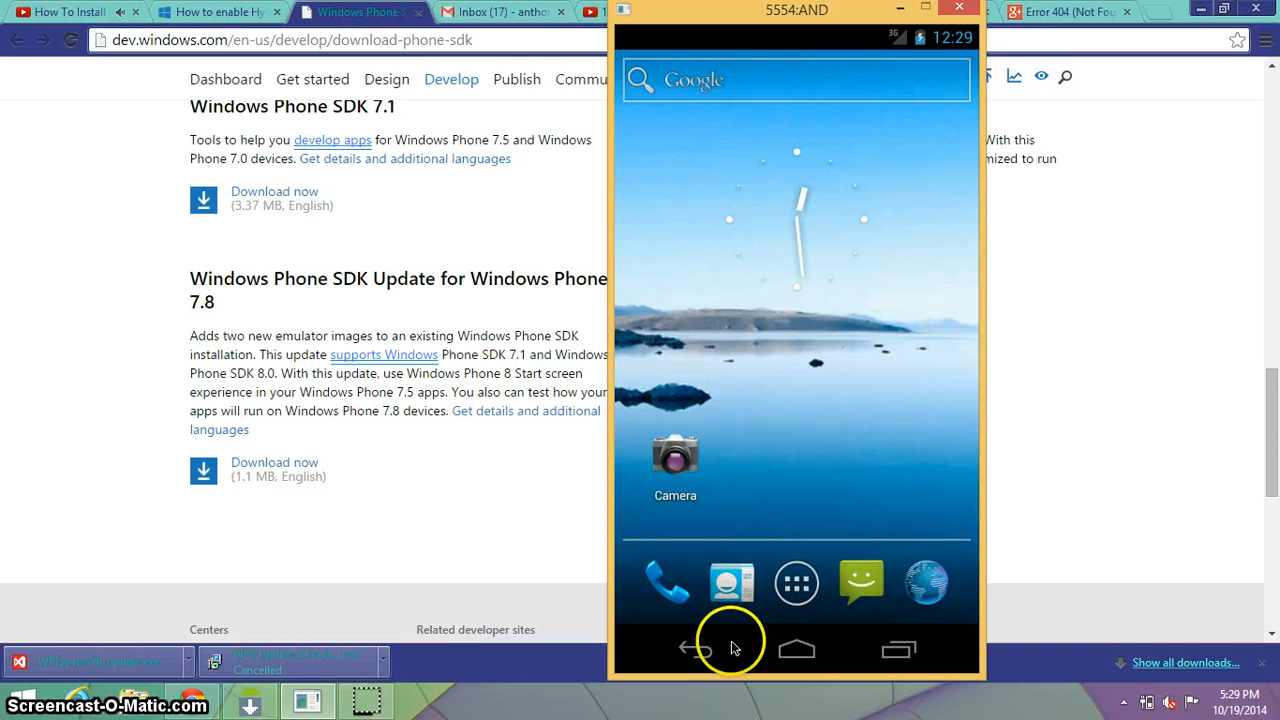 How To Install
How to enable Hy
Windows Phone S
Inbox (17) - antho
5554:AND
Error 404 (Not Fou
dev.windows.com/en-us/develop/download-phone-sdk
Dashboard Get started Design Develop Publish Commu
Windows Phone SDK 7.1
Tools to help you develop apps for Windows Phone 7.5 and Windows
Phone 7.0 devices. Get details and additional languages
Download now
(3.37 MB, English)
With this
mized to run
Windows Phone SDK Update for Windows Phone
7.8
Adds two new emulator images to an existing Windows Phone SDK
installation. This update supports Windows Phone SDK 7.1 and Windows
Phone SDK 8.0. With this update, use Windows Phone 8 Start screen
experience in your Windows Phone 7.5 apps. You also can test how your
apps will run on Windows Phone 7.8 devices. Get details and additional
languages
Download now
(1.1 MB, English)
Centers
Related developer sites
3G 12:29
Google
Camera
Cancelled
Show all downloads...
Screencast-O-Matic.com
5:29 PM
10/19/2014